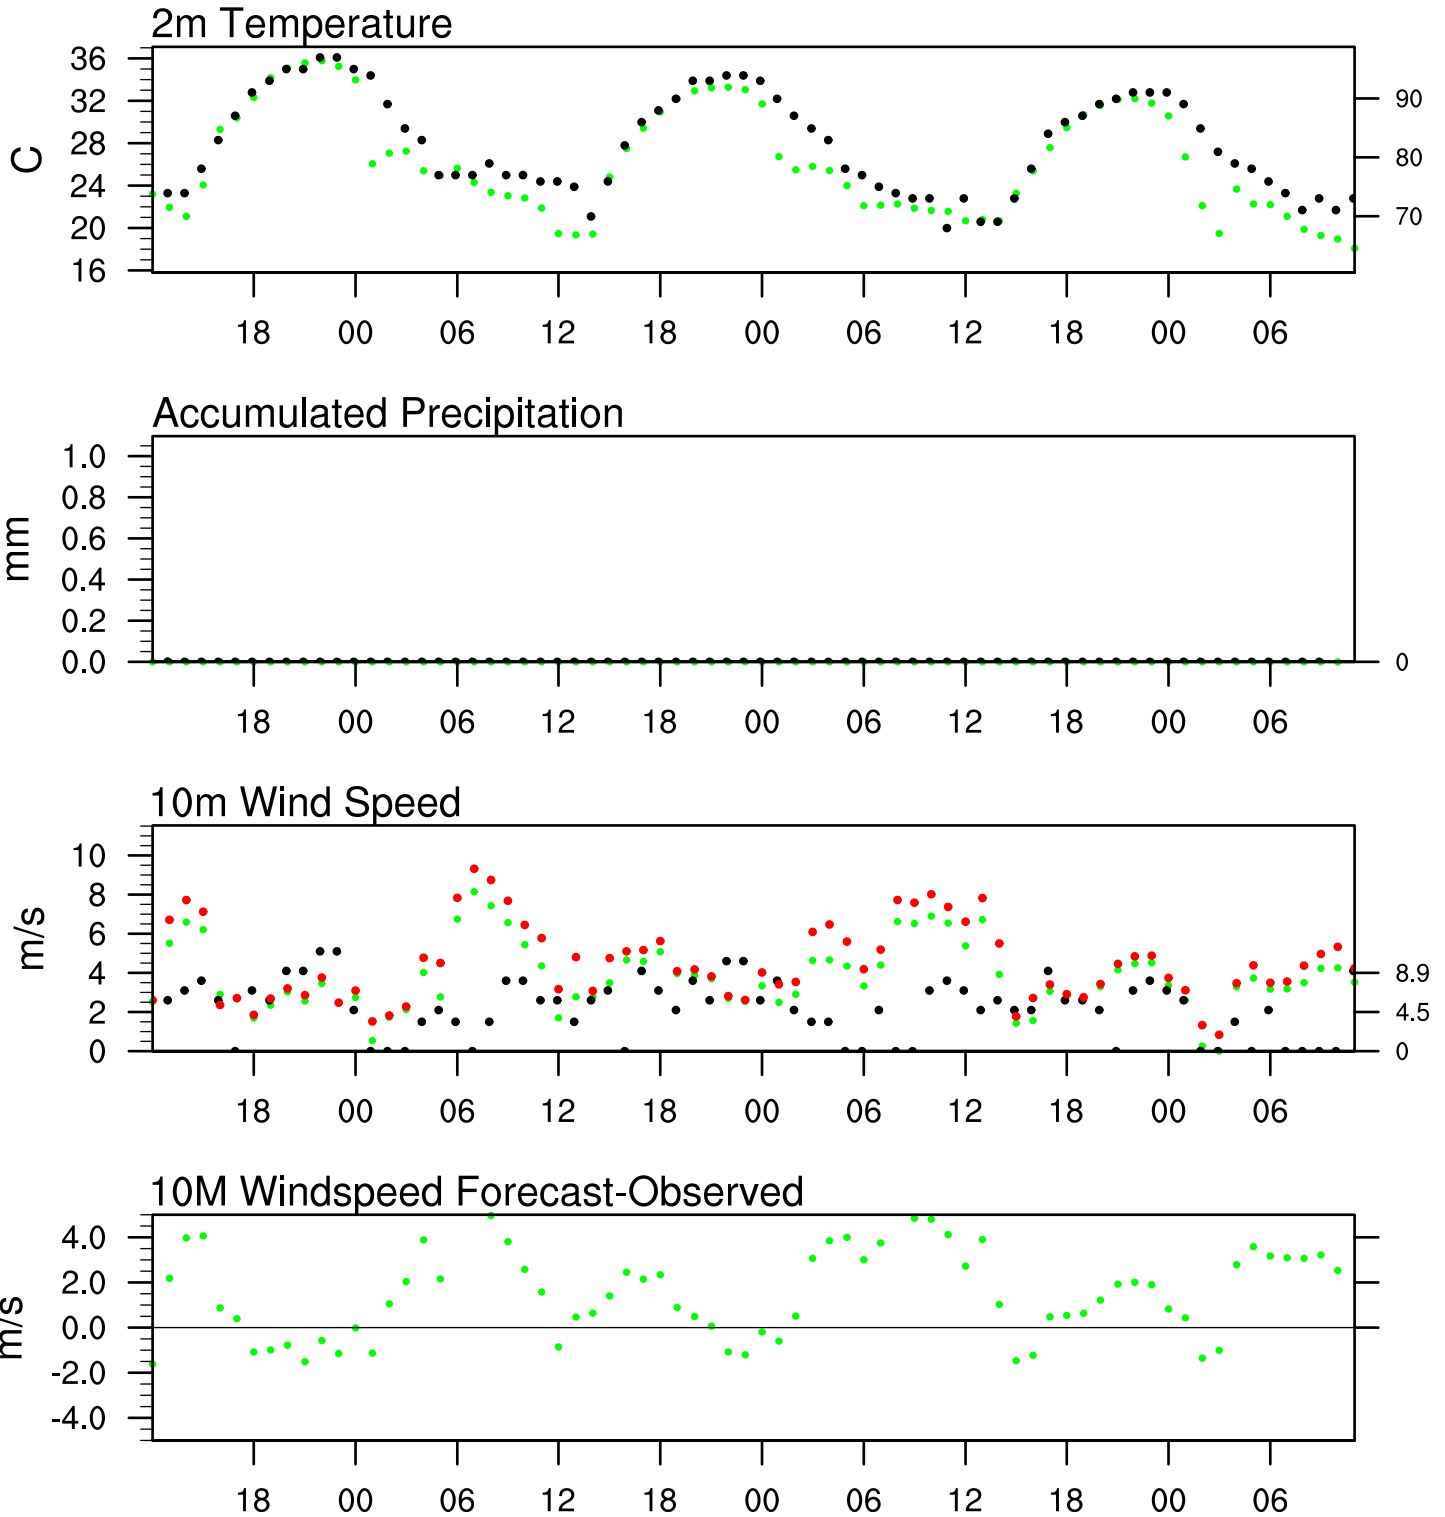 2m Temperature
36
32
28
24
20
16
C
90
80
70
18 00 06 12 18 00 06 12 18 00 06
Accumulated Precipitation
1.0
0.8
0.6
0.4
0.2
0.0
mm
0
18 00 06 12 18 00 06 12 18 00 06
10m Wind Speed
10
8
6
4
2
0
m/s
8.9
4.5
0
18 00 06 12 18 00 06 12 18 00 06
10M Windspeed Forecast-Observed
4.0
2.0
0.0
-2.0
-4.0
m/s
18 00 06 12 18 00 06 12 18 00 06